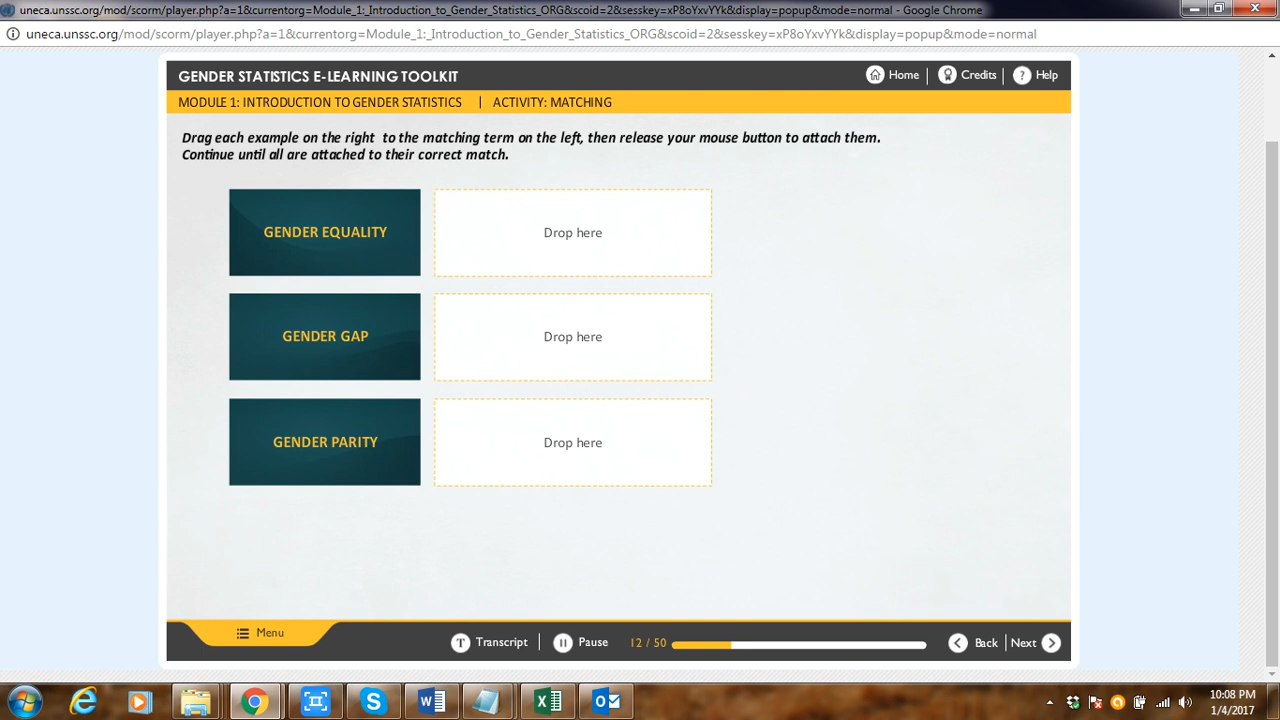 uneca.unssc.org/mod/scorm/player.php?a=1&currentorg=Module_1:_Introduction_to_Gender_Statistics_ORG&scoid=2&sesskey=xP8oYxvYYk&display=popup&mode=normal - Google Chrome
uneca.unssc.org/mod/scorm/player.php?a=1&currentorg=Module_1:_Introduction_to_Gender_Statistics_ORG&scoid=2&sesskey=xP8oYxvYYk&display=popup&mode=normal
GENDER STATISTICS E-LEARNING TOOLKIT
Home | Credits | Help
MODULE 1: INTRODUCTION TO GENDER STATISTICS | ACTIVITY: MATCHING
Drag each example on the right to the matching term on the left, then release your mouse button to attach them.
Continue until all are attached to their correct match.
GENDER EQUALITY
Drop here
GENDER GAP
Drop here
GENDER PARITY
Drop here
Menu
T Transcript | Pause 12 / 50 Back | Next
10:08 PM
1/4/2017